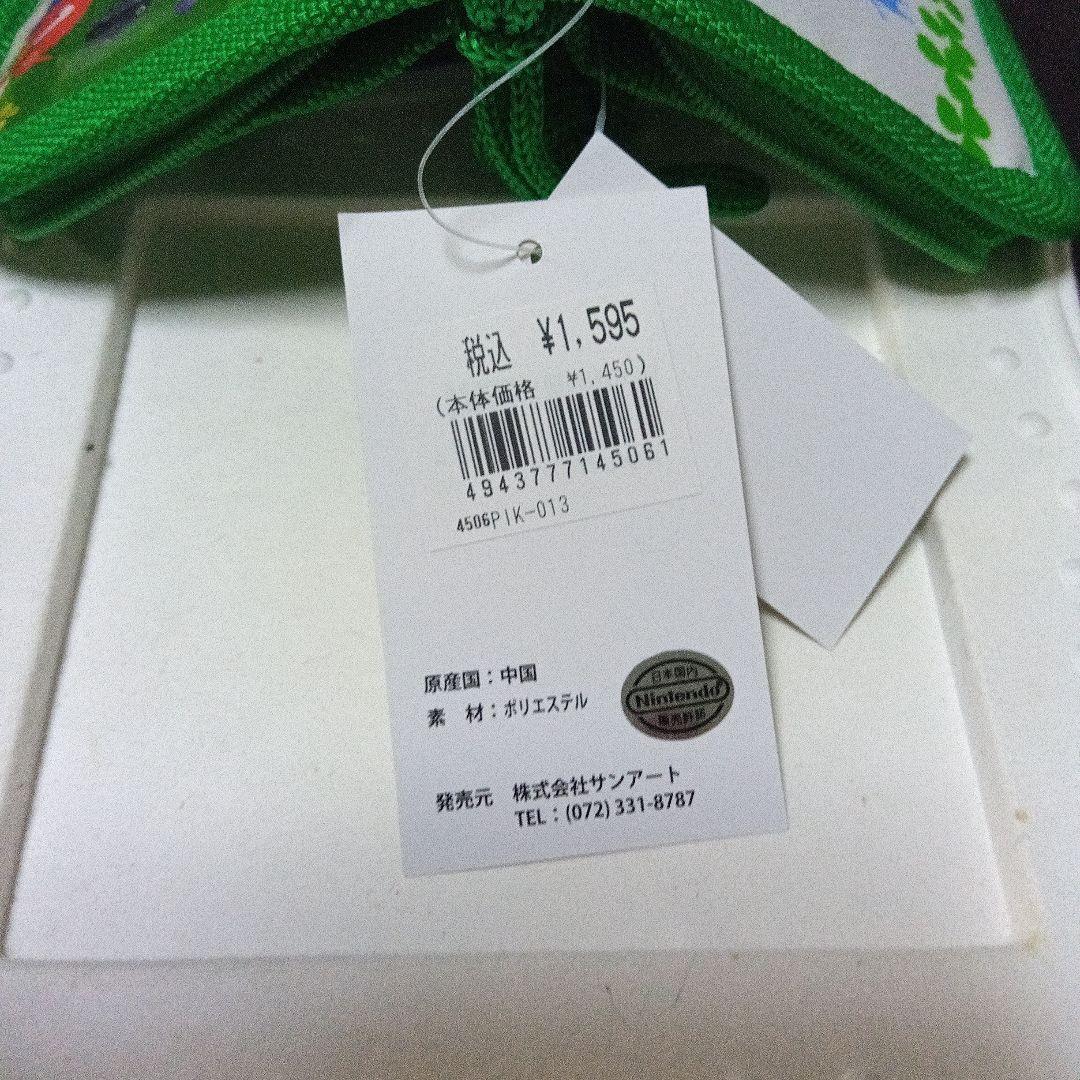 税込 ¥1,595
(本体価格 ¥1,450)
4943777145061
4506PIK-013
原産国：中国
素 材：ポリエステル
日本国内
Nintendo
販売許諾
発売元 株式会社サンアート
TEL：(072) 331-8787